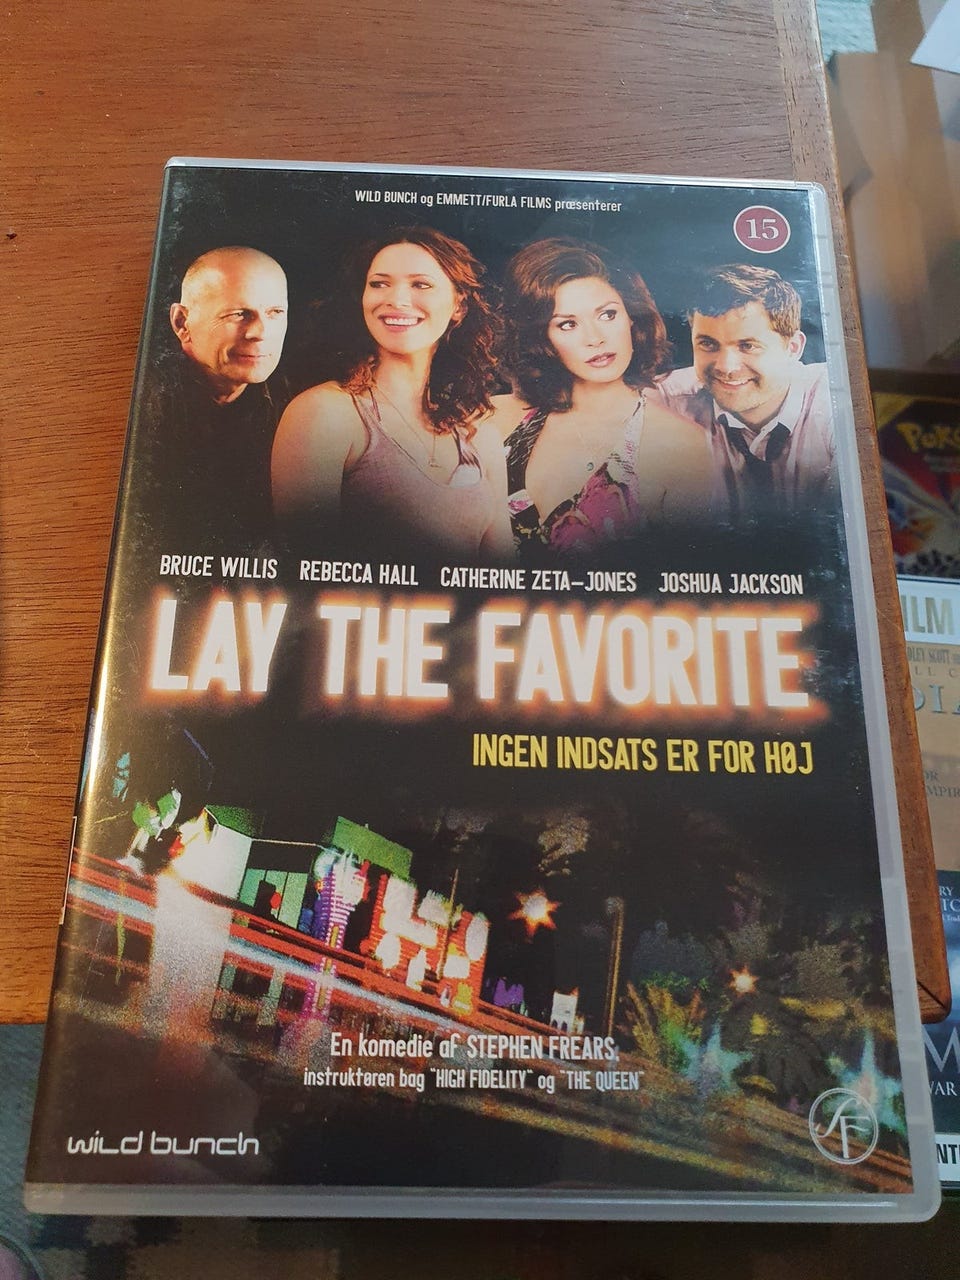 WILD BUNCH og EMMETT/FURLA FILMS præsenterer
15
BRUCE WILLIS REBECCA HALL CATHERINE ZETA-JONES JOSHUA JACKSON
LAY THE FAVORITE
INGEN INDSATS ER FOR HØJ
En komedie af STEPHEN FREARS,
instruktøren bag "HIGH FIDELITY" og "THE QUEEN"
wild bunch
SF